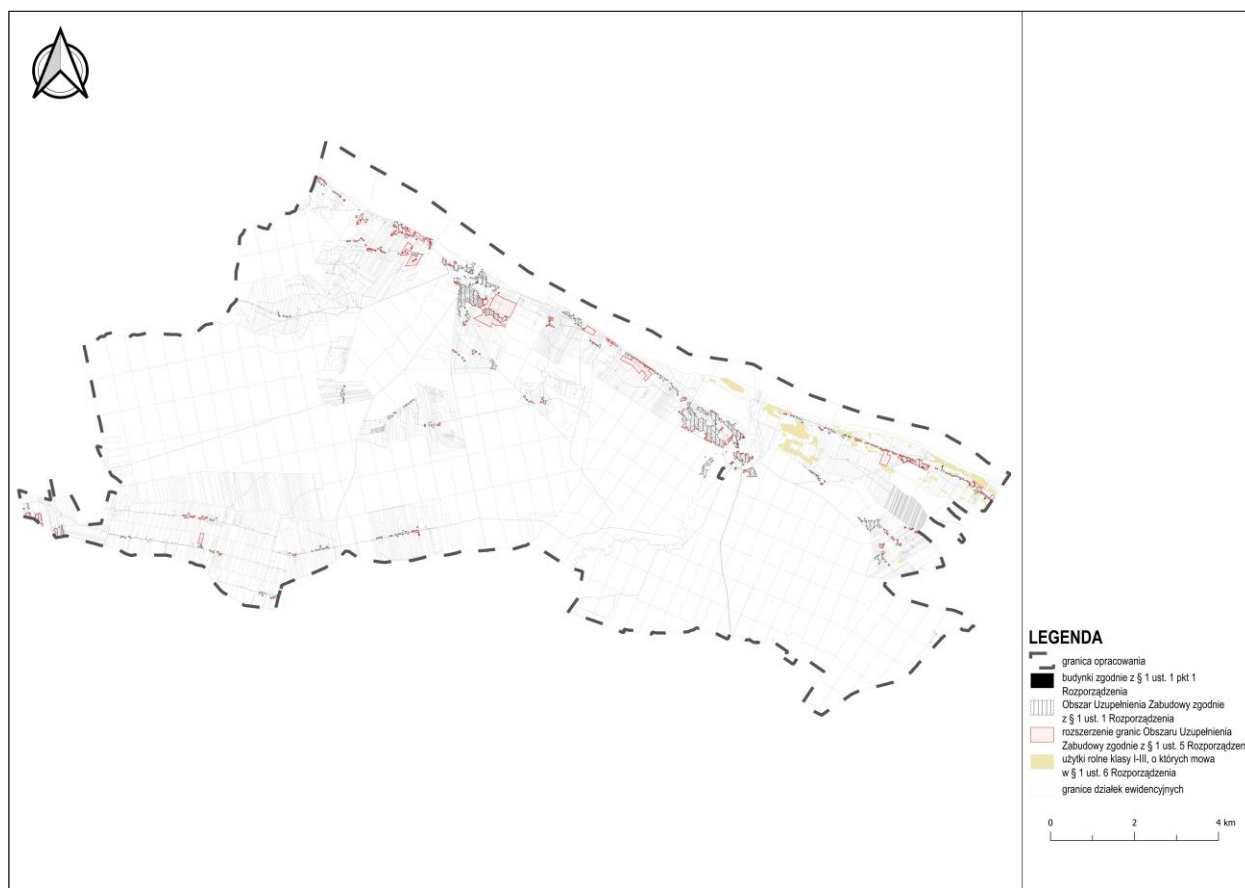 LEGENDA
granica opracowania
budynki zgodnie z § 1 ust. 1 pkt 1
Rozporządzenia
Obszar Uzupełnienia Zabudowy zgodnie
z § 1 ust. 1 Rozporządzenia
rozszerzenie granic Obszaru Uzupełnienia
Zabudowy zgodnie z § 1 ust. 5 Rozporządzen
użytki rolne klasy I-III, o których mowa
w § 1 ust. 6 Rozporządzenia
granice działek ewidencyjnych
0 2 4 km